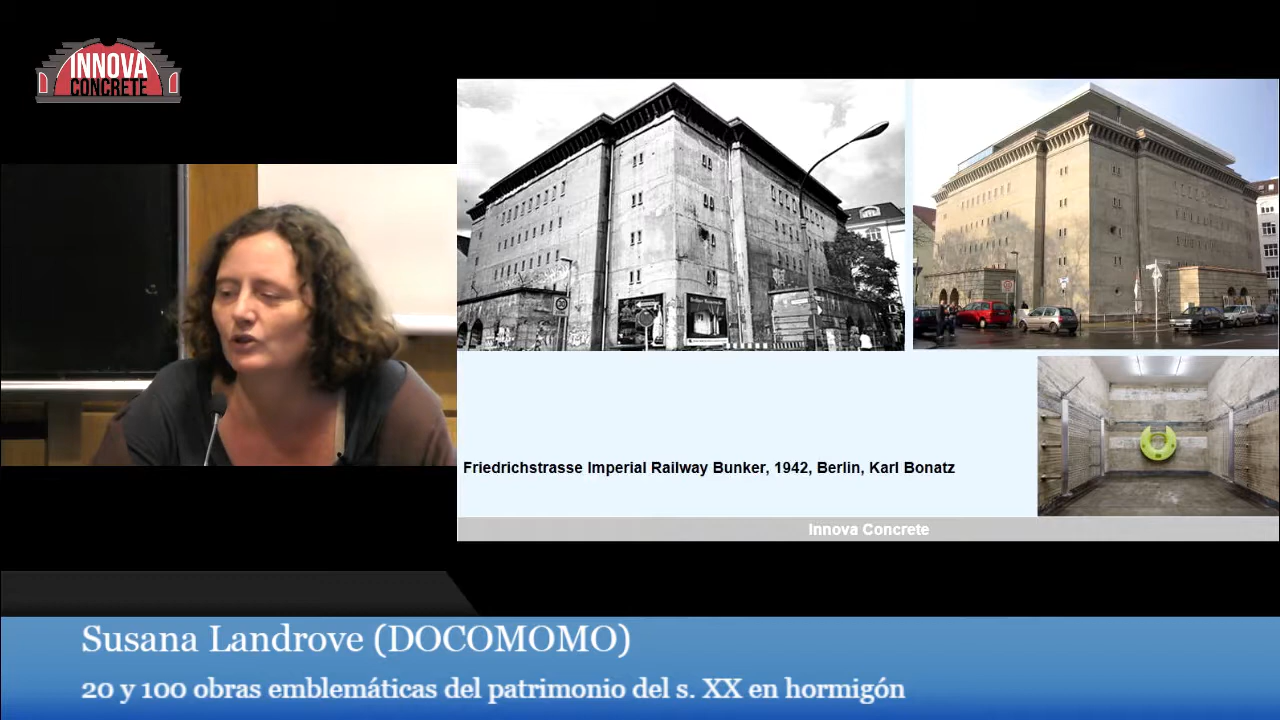 INNOVA
CONCRETE
Friedrichstrasse Imperial Railway Bunker, 1942, Berlin, Karl Bonatz
Innova Concrete
Susana Landrove (DOCOMOMO)
20 y 100 obras emblemáticas del patrimonio del s. XX en hormigón